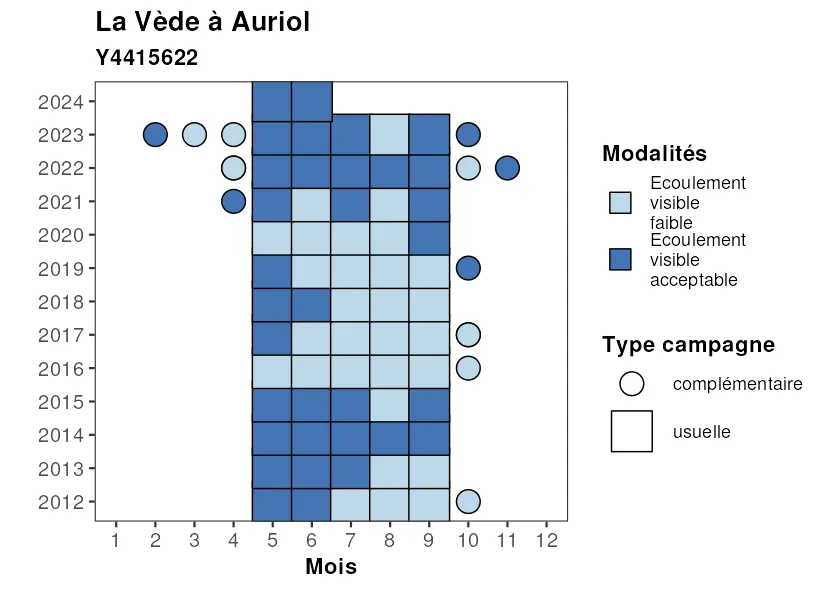 La Vède à Auriol
Y4415622
2024
2023
2022
2021
2020
2019
2018
2017
2016
2015
2014
2013
2012
1 2 3 4 5 6 7 8 9 10 11 12
Mois
Modalités
Ecoulement
visible
faible
Ecoulement
visible
acceptable
Type campagne
complémentaire
usuelle